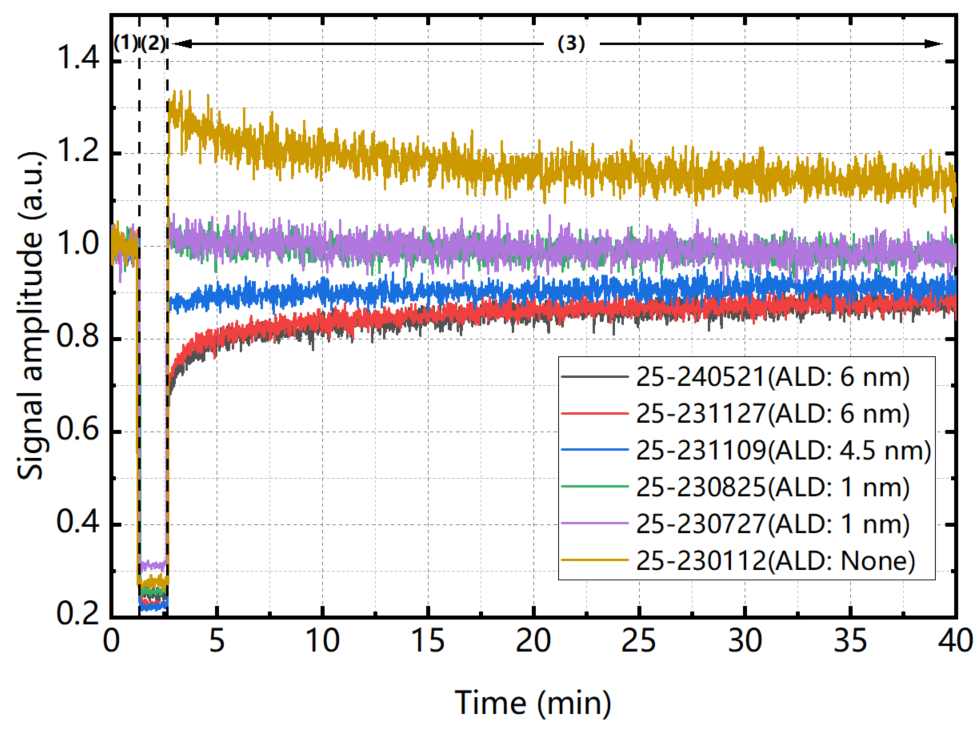 (1) (2) (3)
1.4
1.2
1.0
0.8
0.6
0.4
0.2
Signal amplitude (a.u.)
25-240521(ALD: 6 nm)
25-231127(ALD: 6 nm)
25-231109(ALD: 4.5 nm)
25-230825(ALD: 1 nm)
25-230727(ALD: 1 nm)
25-230112(ALD: None)
0 5 10 15 20 25 30 35 40
Time (min)